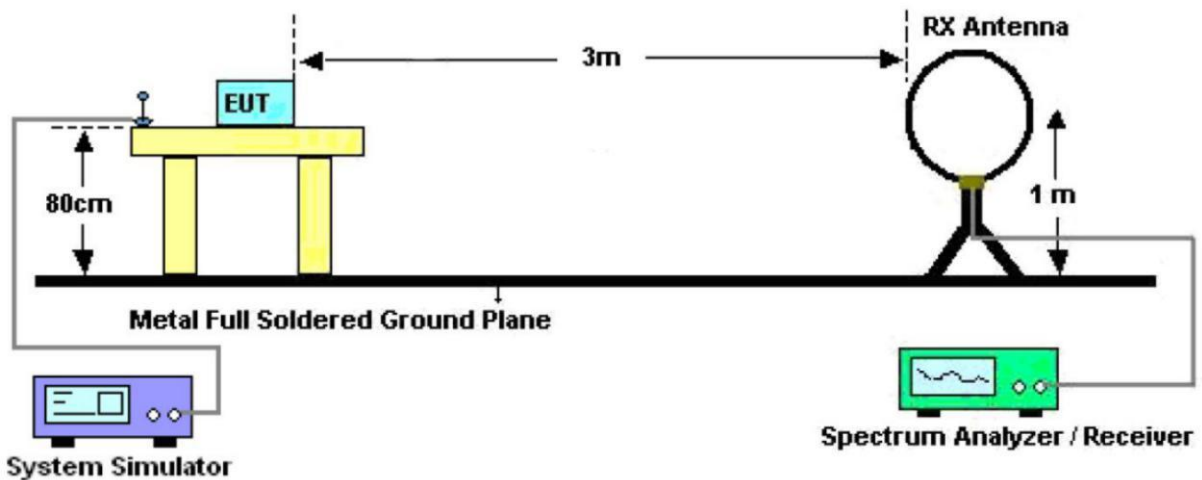 RX Antenna
3m
EUT
80cm
1 m
Metal Full Soldered Ground Plane
System Simulator
Spectrum Analyzer / Receiver